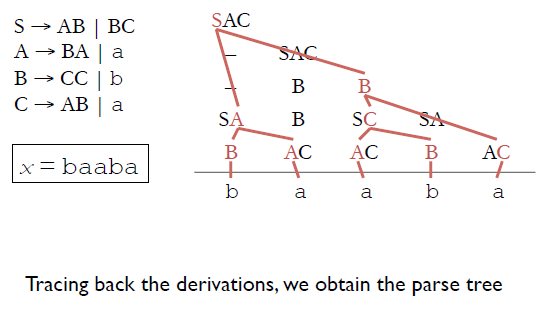 S → AB | BC
A → BA | a
B → CC | b
C → AB | a
x = baaba
SAC
– SAC
– B B
SA B SC SA
B AC AC B AC
b a a b a
Tracing back the derivations, we obtain the parse tree